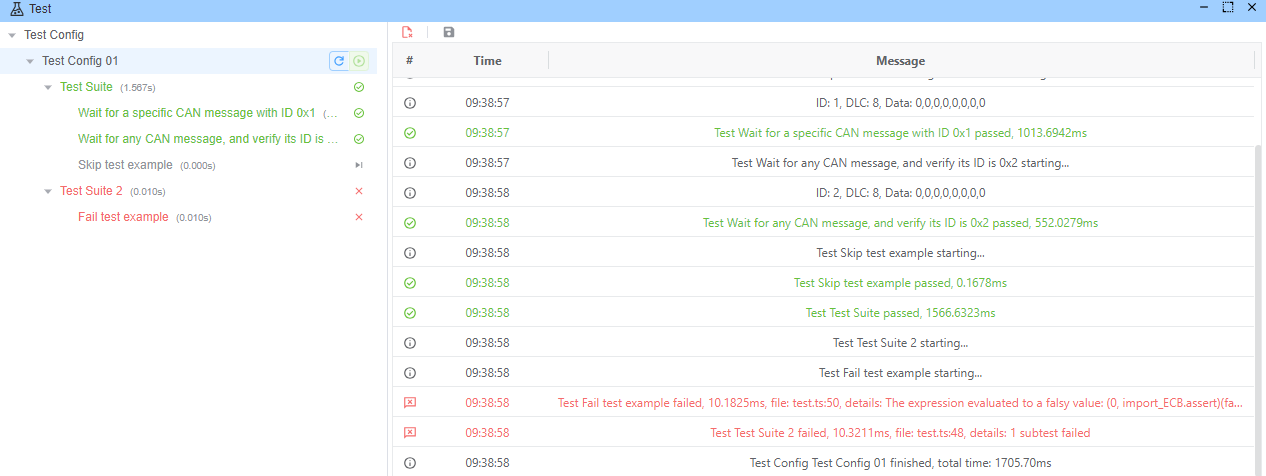 Test
Test Config
Test Config 01
Test Suite (1.567s)
Wait for a specific CAN message with ID 0x1 (...
Wait for any CAN message, and verify its ID is ...
Skip test example (0.000s)
Test Suite 2 (0.010s)
Fail test example (0.010s)
# Time Message
09:38:57 ID: 1, DLC: 8, Data: 0,0,0,0,0,0,0,0
09:38:57 Test Wait for a specific CAN message with ID 0x1 passed, 1013.6942ms
09:38:57 Test Wait for any CAN message, and verify its ID is 0x2 starting...
09:38:58 ID: 2, DLC: 8, Data: 0,0,0,0,0,0,0,0
09:38:58 Test Wait for any CAN message, and verify its ID is 0x2 passed, 552.0279ms
09:38:58 Test Skip test example starting...
09:38:58 Test Skip test example passed, 0.1678ms
09:38:58 Test Test Suite passed, 1566.6323ms
09:38:58 Test Test Suite 2 starting...
09:38:58 Test Fail test example starting...
09:38:58 Test Fail test example failed, 10.1825ms, file: test.ts:50, details: The expression evaluated to a falsy value: (0, import_ECB.assert)(fa...
09:38:58 Test Test Suite 2 failed, 10.3211ms, file: test.ts:48, details: 1 subtest failed
09:38:58 Test Config Test Config 01 finished, total time: 1705.70ms